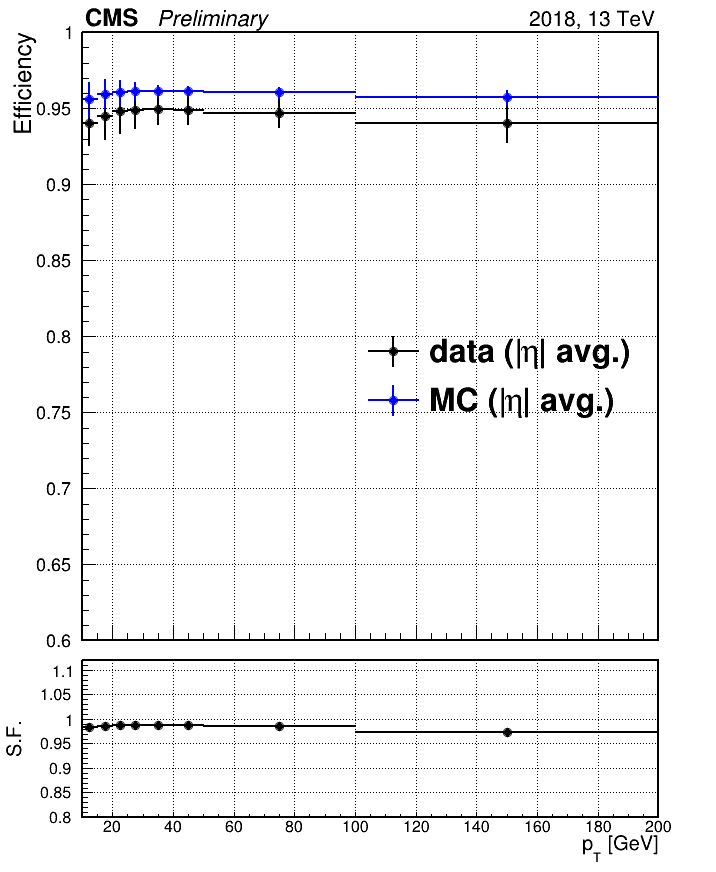 CMS Preliminary 2018, 13 TeV
Efficiency
1
0.95
0.9
0.85
0.8
0.75
0.7
0.65
0.6
data (|η| avg.)
MC (|η| avg.)
S.F.
1.1
1.05
1
0.95
0.9
0.85
0.8
20 40 60 80 100 120 140 160 180 200
pT [GeV]